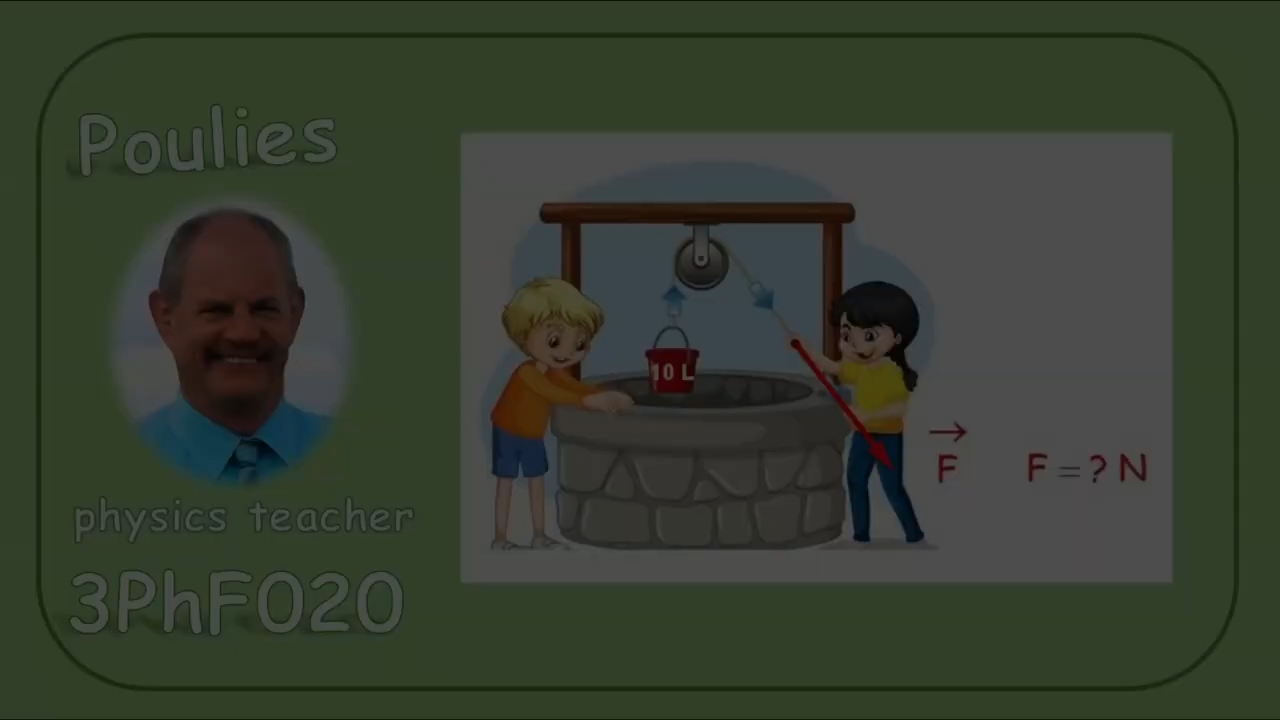 Poulies
10 L
F
F = ? N
physics teacher
3PhF020